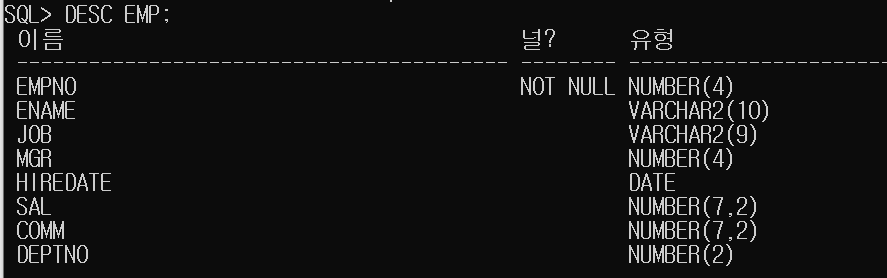 SQL> DESC EMP;
이름 널? 유형
----------------------------------------- -------- ----------------------
EMPNO NOT NULL NUMBER(4)
ENAME VARCHAR2(10)
JOB VARCHAR2(9)
MGR NUMBER(4)
HIREDATE DATE
SAL NUMBER(7,2)
COMM NUMBER(7,2)
DEPTNO NUMBER(2)